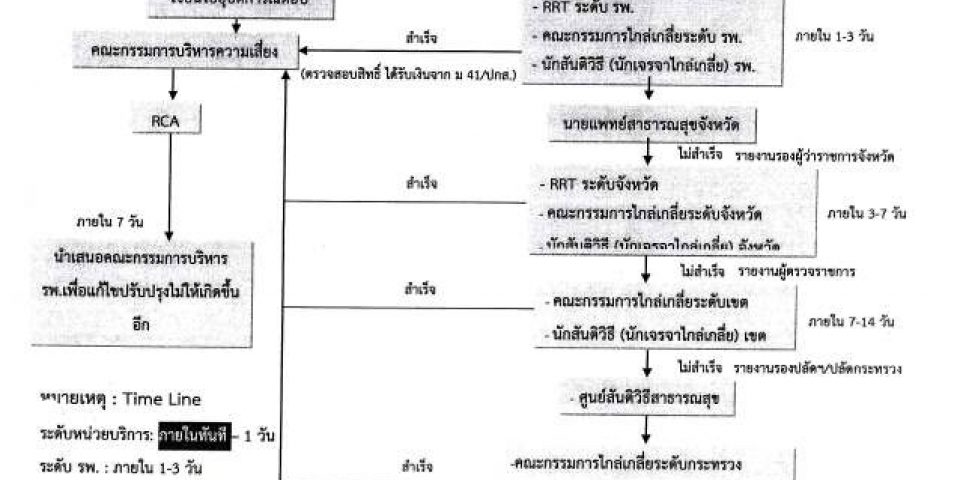 - RRT ระดับ รพ.
- คณะกรรมการไกล่เกลี่ยระดับ รพ.
- นักสันติวิธี (นักเจรจาไกล่เกลี่ย) รพ.
ภายใน 1-3 วัน
สำเร็จ
คณะกรรมการบริหารความเสี่ยง
(ตรวจสอบสิทธิ์ ได้รับเงินจาก ม 41/ปกส.)
RCA
นายแพทย์สาธารณสุขจังหวัด
ไม่สำเร็จ รายงานรองผู้ว่าราชการจังหวัด
สำเร็จ
- RRT ระดับจังหวัด
- คณะกรรมการไกล่เกลี่ยระดับจังหวัด
- นักสันติวิธี (นักเจรจาไกล่เกลี่ย) จังหวัด
ภายใน 3-7 วัน
ภายใน 7 วัน
นำเสนอคณะกรรมการบริหาร
รพ.เพื่อแก้ไขปรับปรุงไม่ให้เกิดขึ้น
อีก
ไม่สำเร็จ รายงานผู้ตรวจราชการ
สำเร็จ
- คณะกรรมการไกล่เกลี่ยระดับเขต
- นักสันติวิธี (นักเจรจาไกล่เกลี่ย) เขต
ภายใน 7-14 วัน
ไม่สำเร็จ รายงานรองปลัดฯ/ปลัดกระทรวง
- ศูนย์สันติวิธีสาธารณสุข
หมายเหตุ : Time Line
ระดับหน่วยบริการ: ภายในทันที – 1 วัน
ระดับ รพ. : ภายใน 1-3 วัน
สำเร็จ
-คณะกรรมการไกล่เกลี่ยระดับกระทรวง